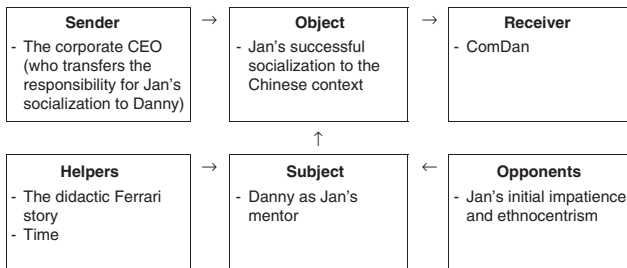 Sender → Object → Receiver
- The corporate CEO
(who transfers the
responsibility for Jan's
socialization to Danny)
- Jan's successful
socialization to the
Chinese context
- ComDan
↑
Helpers → Subject ← Opponents
- The didactic Ferrari
story
- Time
- Danny as Jan's
mentor
- Jan's initial impatience
and ethnocentrism